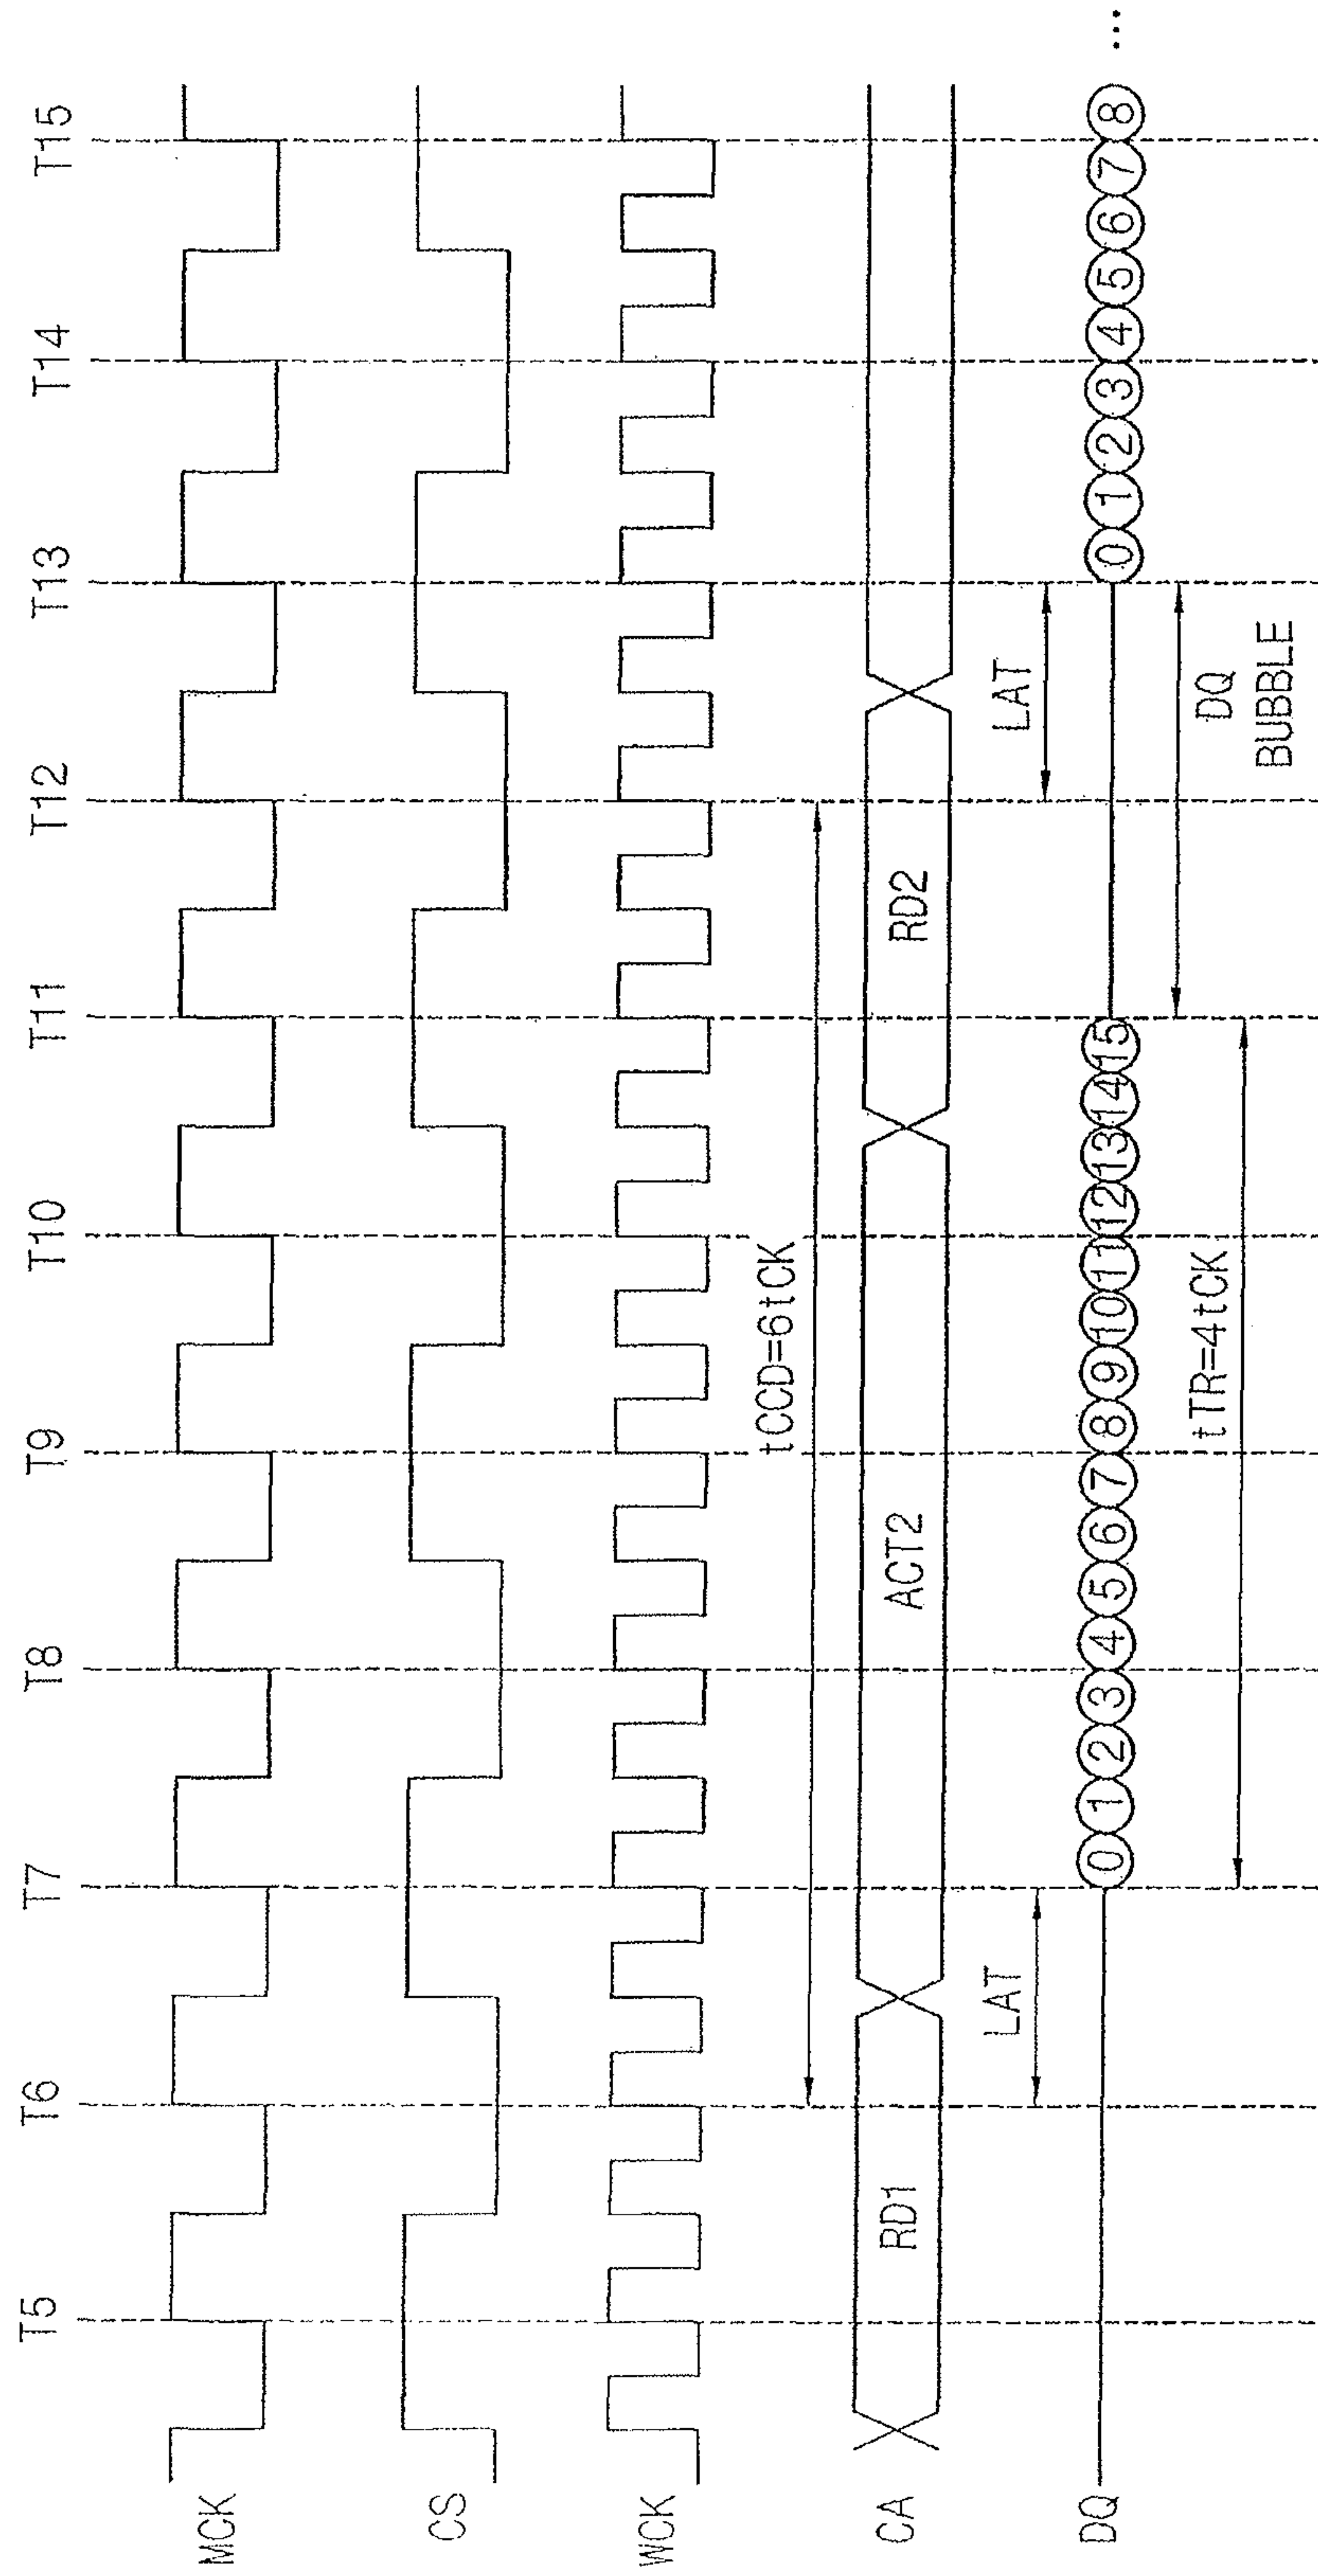 T5 T6 T7 T8 T9 T10 T11 T12 T13 T14 T15
MCK
CS
WCK
tCCD=6tCK
CA RD1 ACT2 RD2
LAT LAT
DQ 0 1 2 3 4 5 6 7 8 9 10 11 12 13 14 15 0 1 2 3 4 5 6 7 8 ...
tTR=4tCK
DQ
BUBBLE